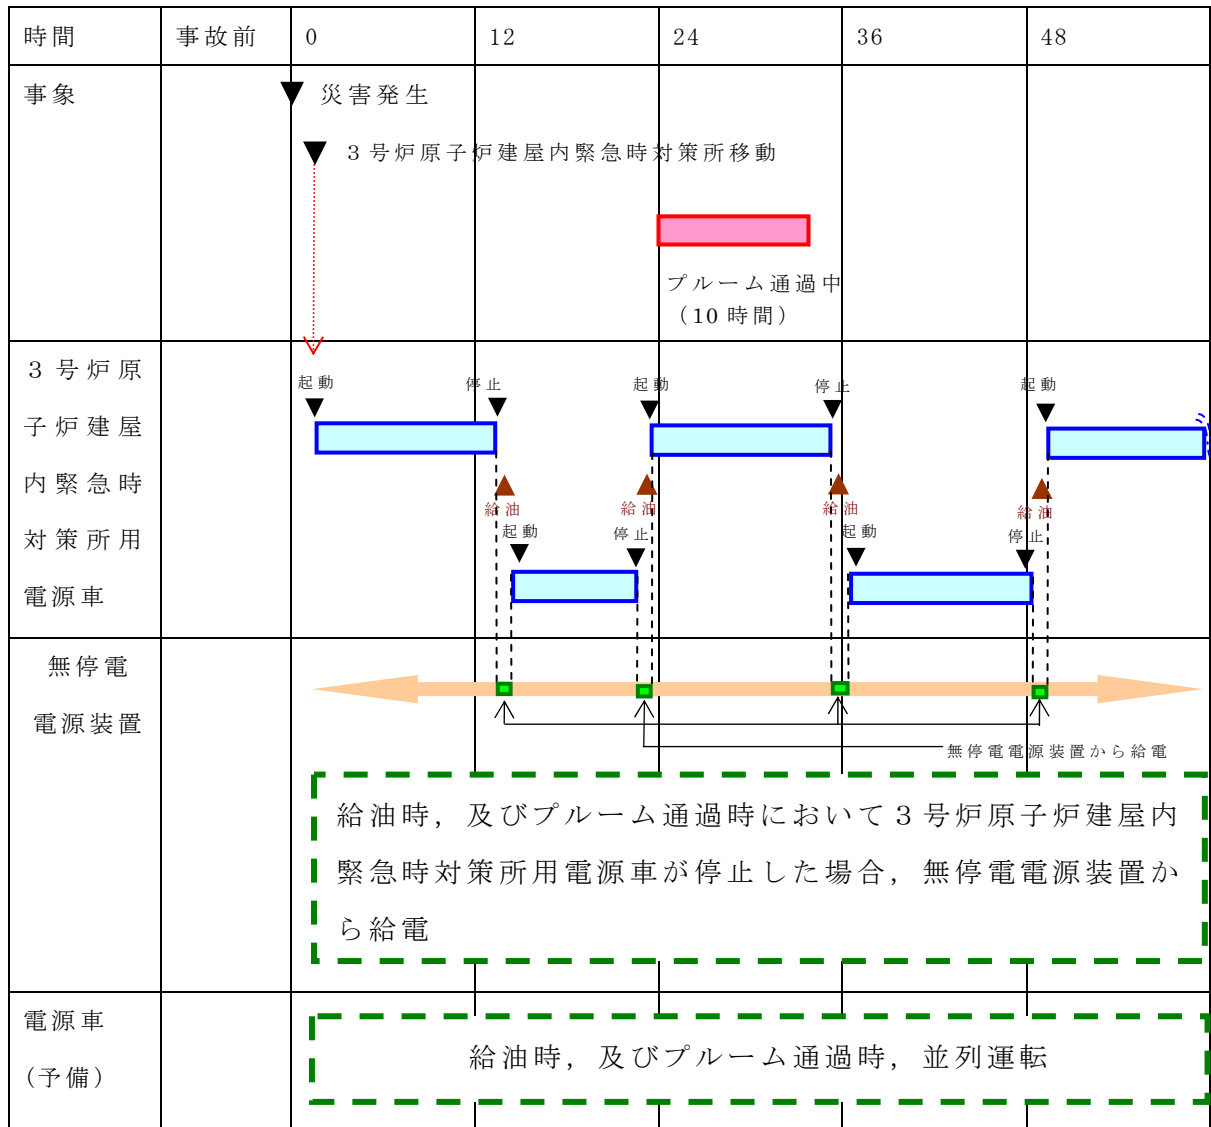 時間 事故前 0 12 24 36 48
事象
災害発生
３号炉原子炉建屋内緊急時対策所移動
プルーム通過中
（10 時間）
３号炉原
子炉建屋
内緊急時
対策所用
電源車
起動 停止 起動 停止 起動
給油 給油 給油 給油
起動 停止 起動 停止
無停電
電源装置
無停電電源装置から給電
給油時，及びプルーム通過時において３号炉原子炉建屋内
緊急時対策所用電源車が停止した場合，無停電電源装置か
ら給電
電源車
（予備）
給油時，及びプルーム通過時，並列運転